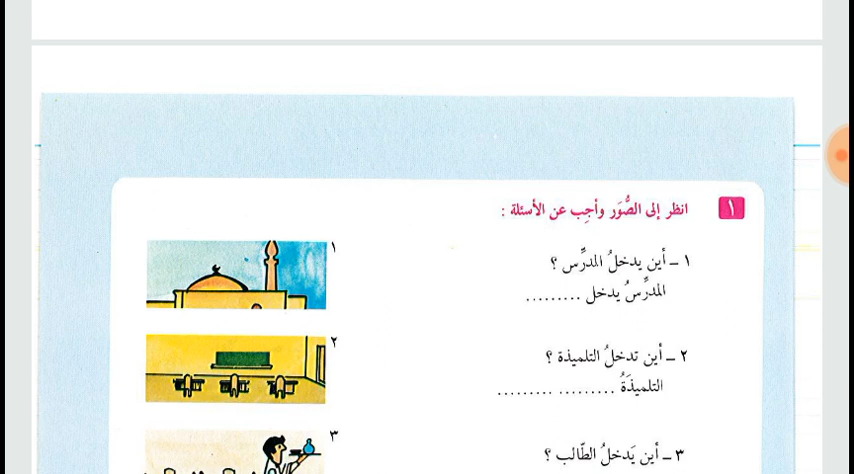 ١ انظر إلى الصُّوَر وأجِب عن الأسئلة :
١ ـ أين يدخلُ المدرِّس ؟
المدرِّسُ يدخل .........
١
٢ ـ أين تدخلُ التلميذة ؟
التلميذَةُ ......... .........
٢
٣ ـ أين يَدخلُ الطَّالب ؟
٣